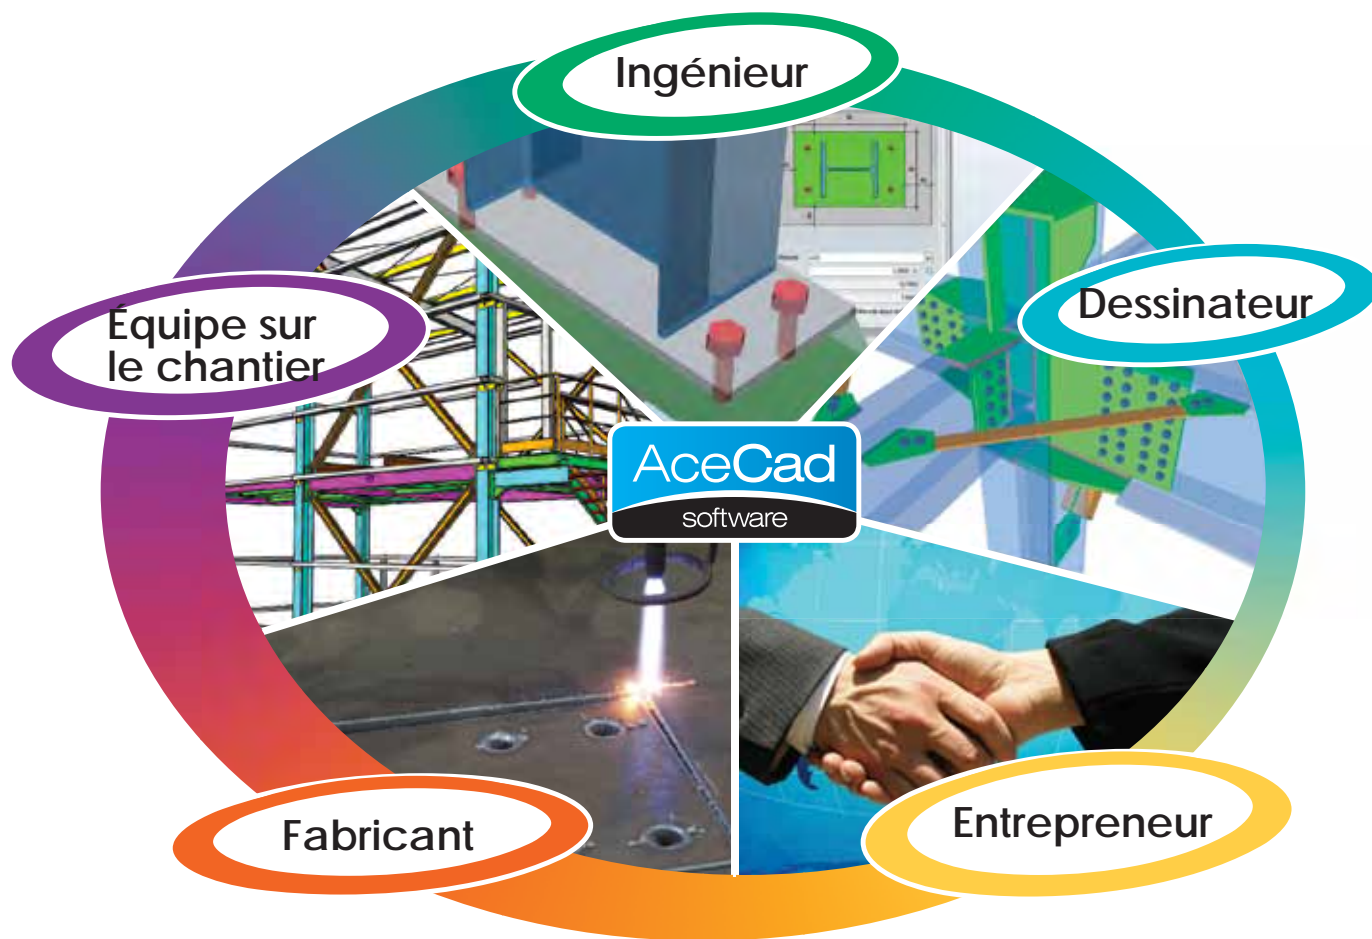 Ingénieur
Dessinateur
Équipe sur
le chantier
AceCad
software
Fabricant
Entrepreneur